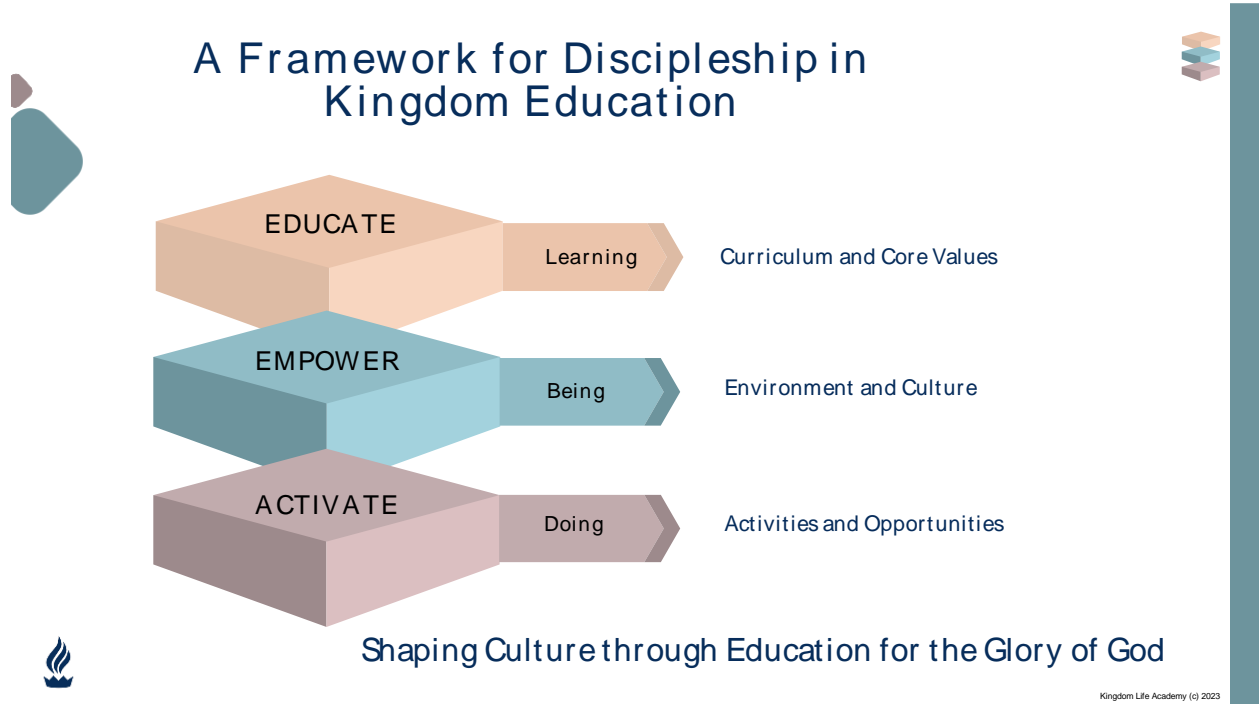 A Framework for Discipleship in
Kingdom Education
EDUCATE
Learning
Curriculum and Core Values
EMPOWER
Being
Environment and Culture
ACTIVATE
Doing
Activities and Opportunities
Shaping Culture through Education for the Glory of God
Kingdom Life Academy (c) 2023